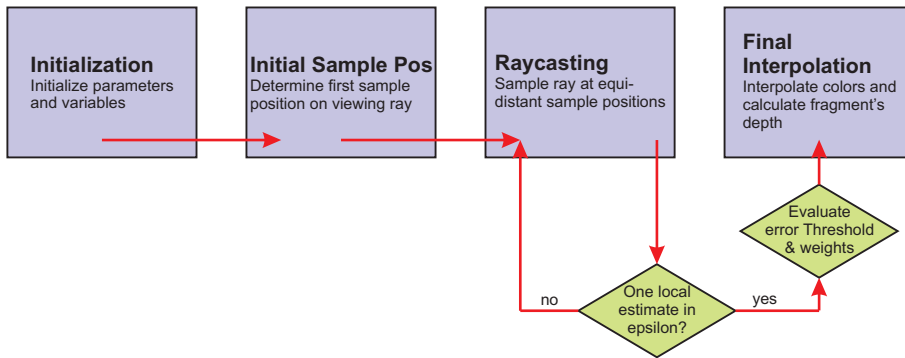 Initialization
Initialize parameters
and variables
Initial Sample Pos
Determine first sample
position on viewing ray
Raycasting
Sample ray at equi-
distant sample positions
Final
Interpolation
Interpolate colors and
calculate fragment's
depth
Evaluate
error Threshold
& weights
One local
estimate in
epsilon?
no
yes